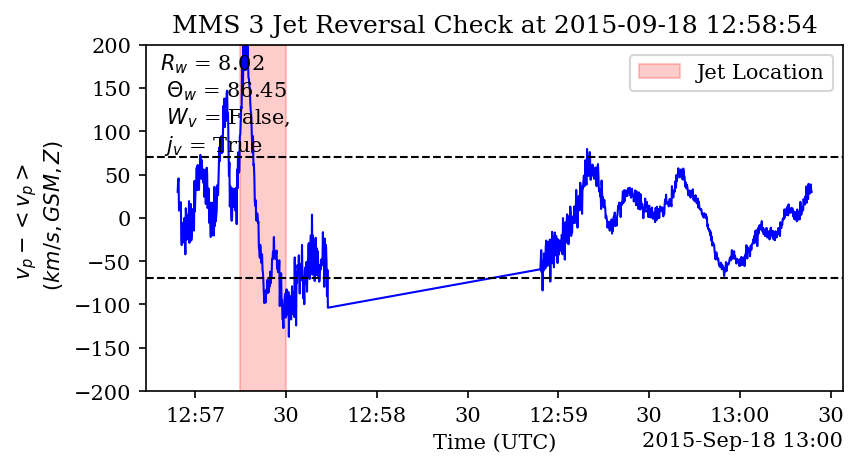 MMS 3 Jet Reversal Check at 2015-09-18 12:58:54
R_w = 8.02
Θ_w = 86.45
W_v = False,
j_v = True
Jet Location
v_p − < v_p >
(km/s, GSM, Z)
200
150
100
50
0
−50
−100
−150
−200
12:57 30 12:58 30 12:59 30 13:00 30
Time (UTC)
2015-Sep-18 13:00